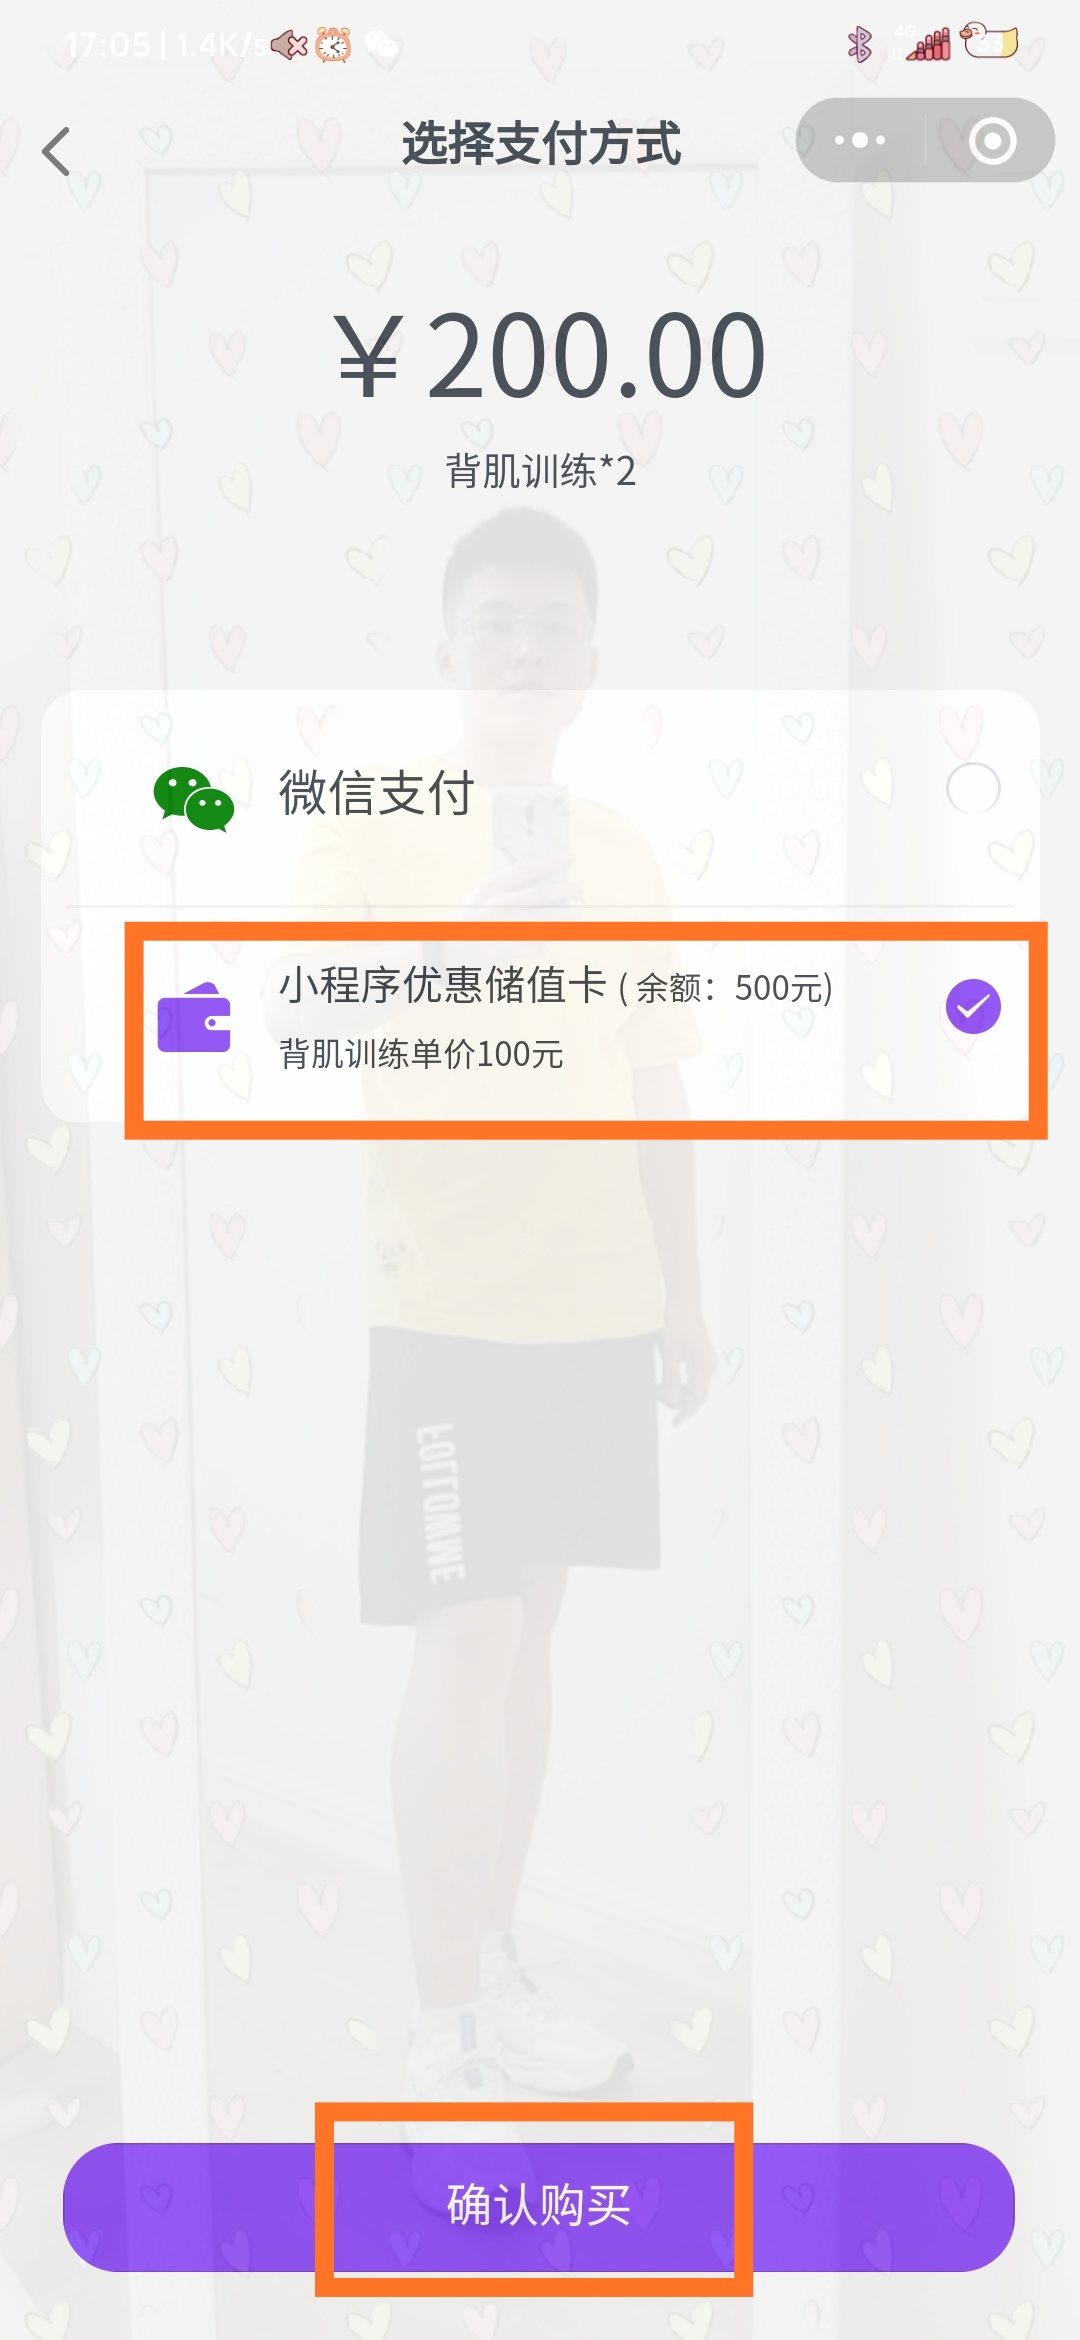 17:05 | 1.4K/s
4G
33
选择支付方式
¥200.00
背肌训练*2
微信支付
小程序优惠储值卡 ( 余额：500元)
背肌训练单价100元
FOLLOWME
确认购买